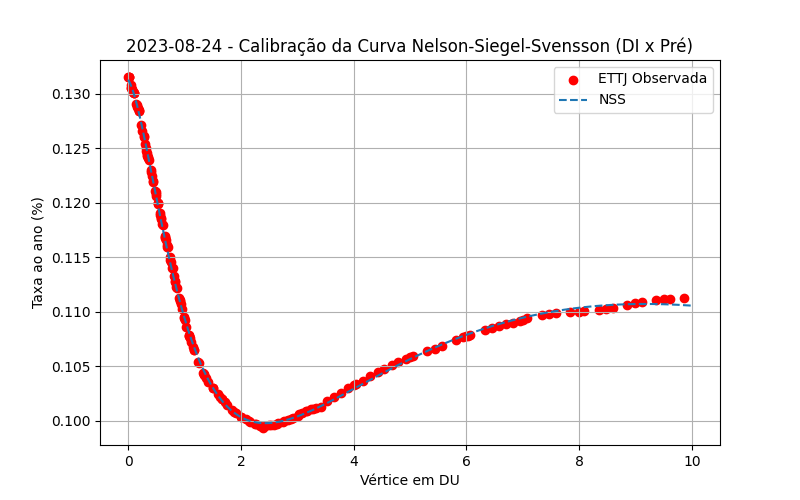 2023-08-24 - Calibração da Curva Nelson-Siegel-Svensson (DI x Pré)
ETTJ Observada
NSS
Taxa ao ano (%)
0.130
0.125
0.120
0.115
0.110
0.105
0.100
0 2 4 6 8 10
Vértice em DU